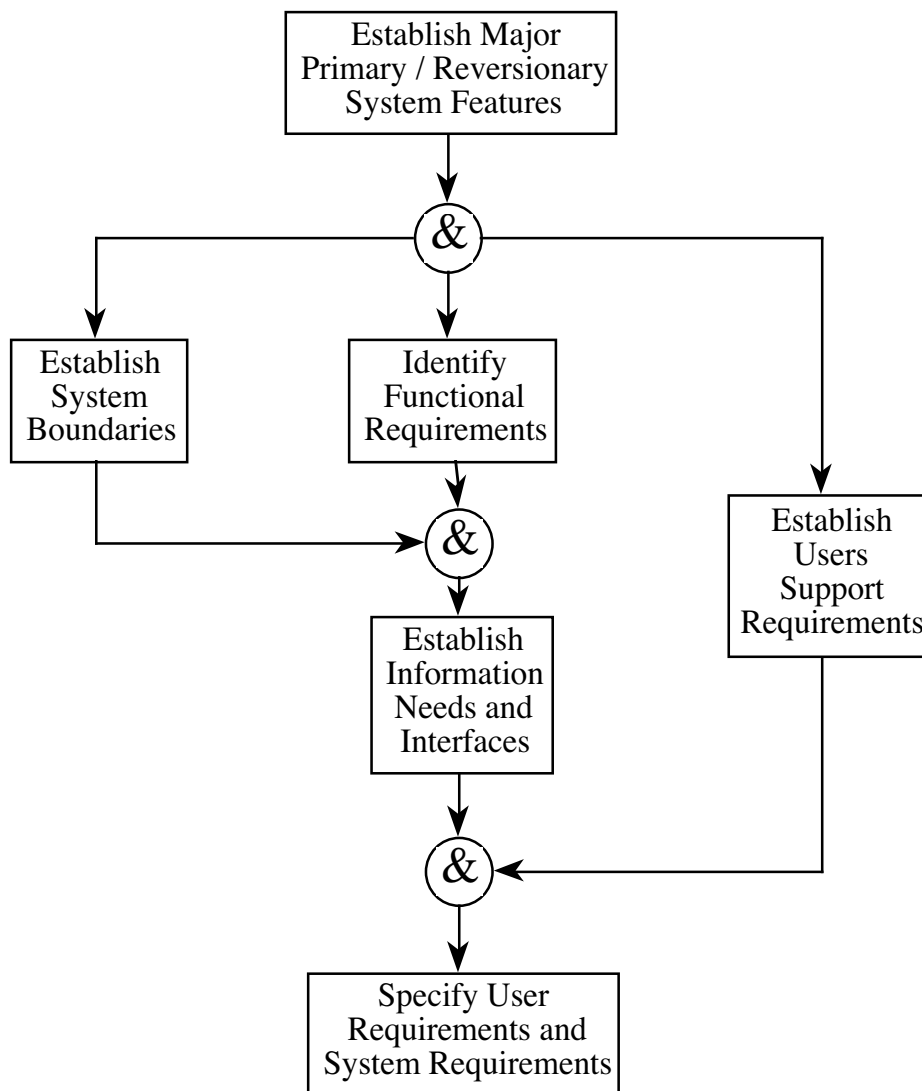 Establish Major
Primary / Reversionary
System Features
&
Establish
System
Boundaries
Identify
Functional
Requirements
&
Establish
Users
Support
Requirements
Establish
Information
Needs and
Interfaces
&
Specify User
Requirements and
System Requirements